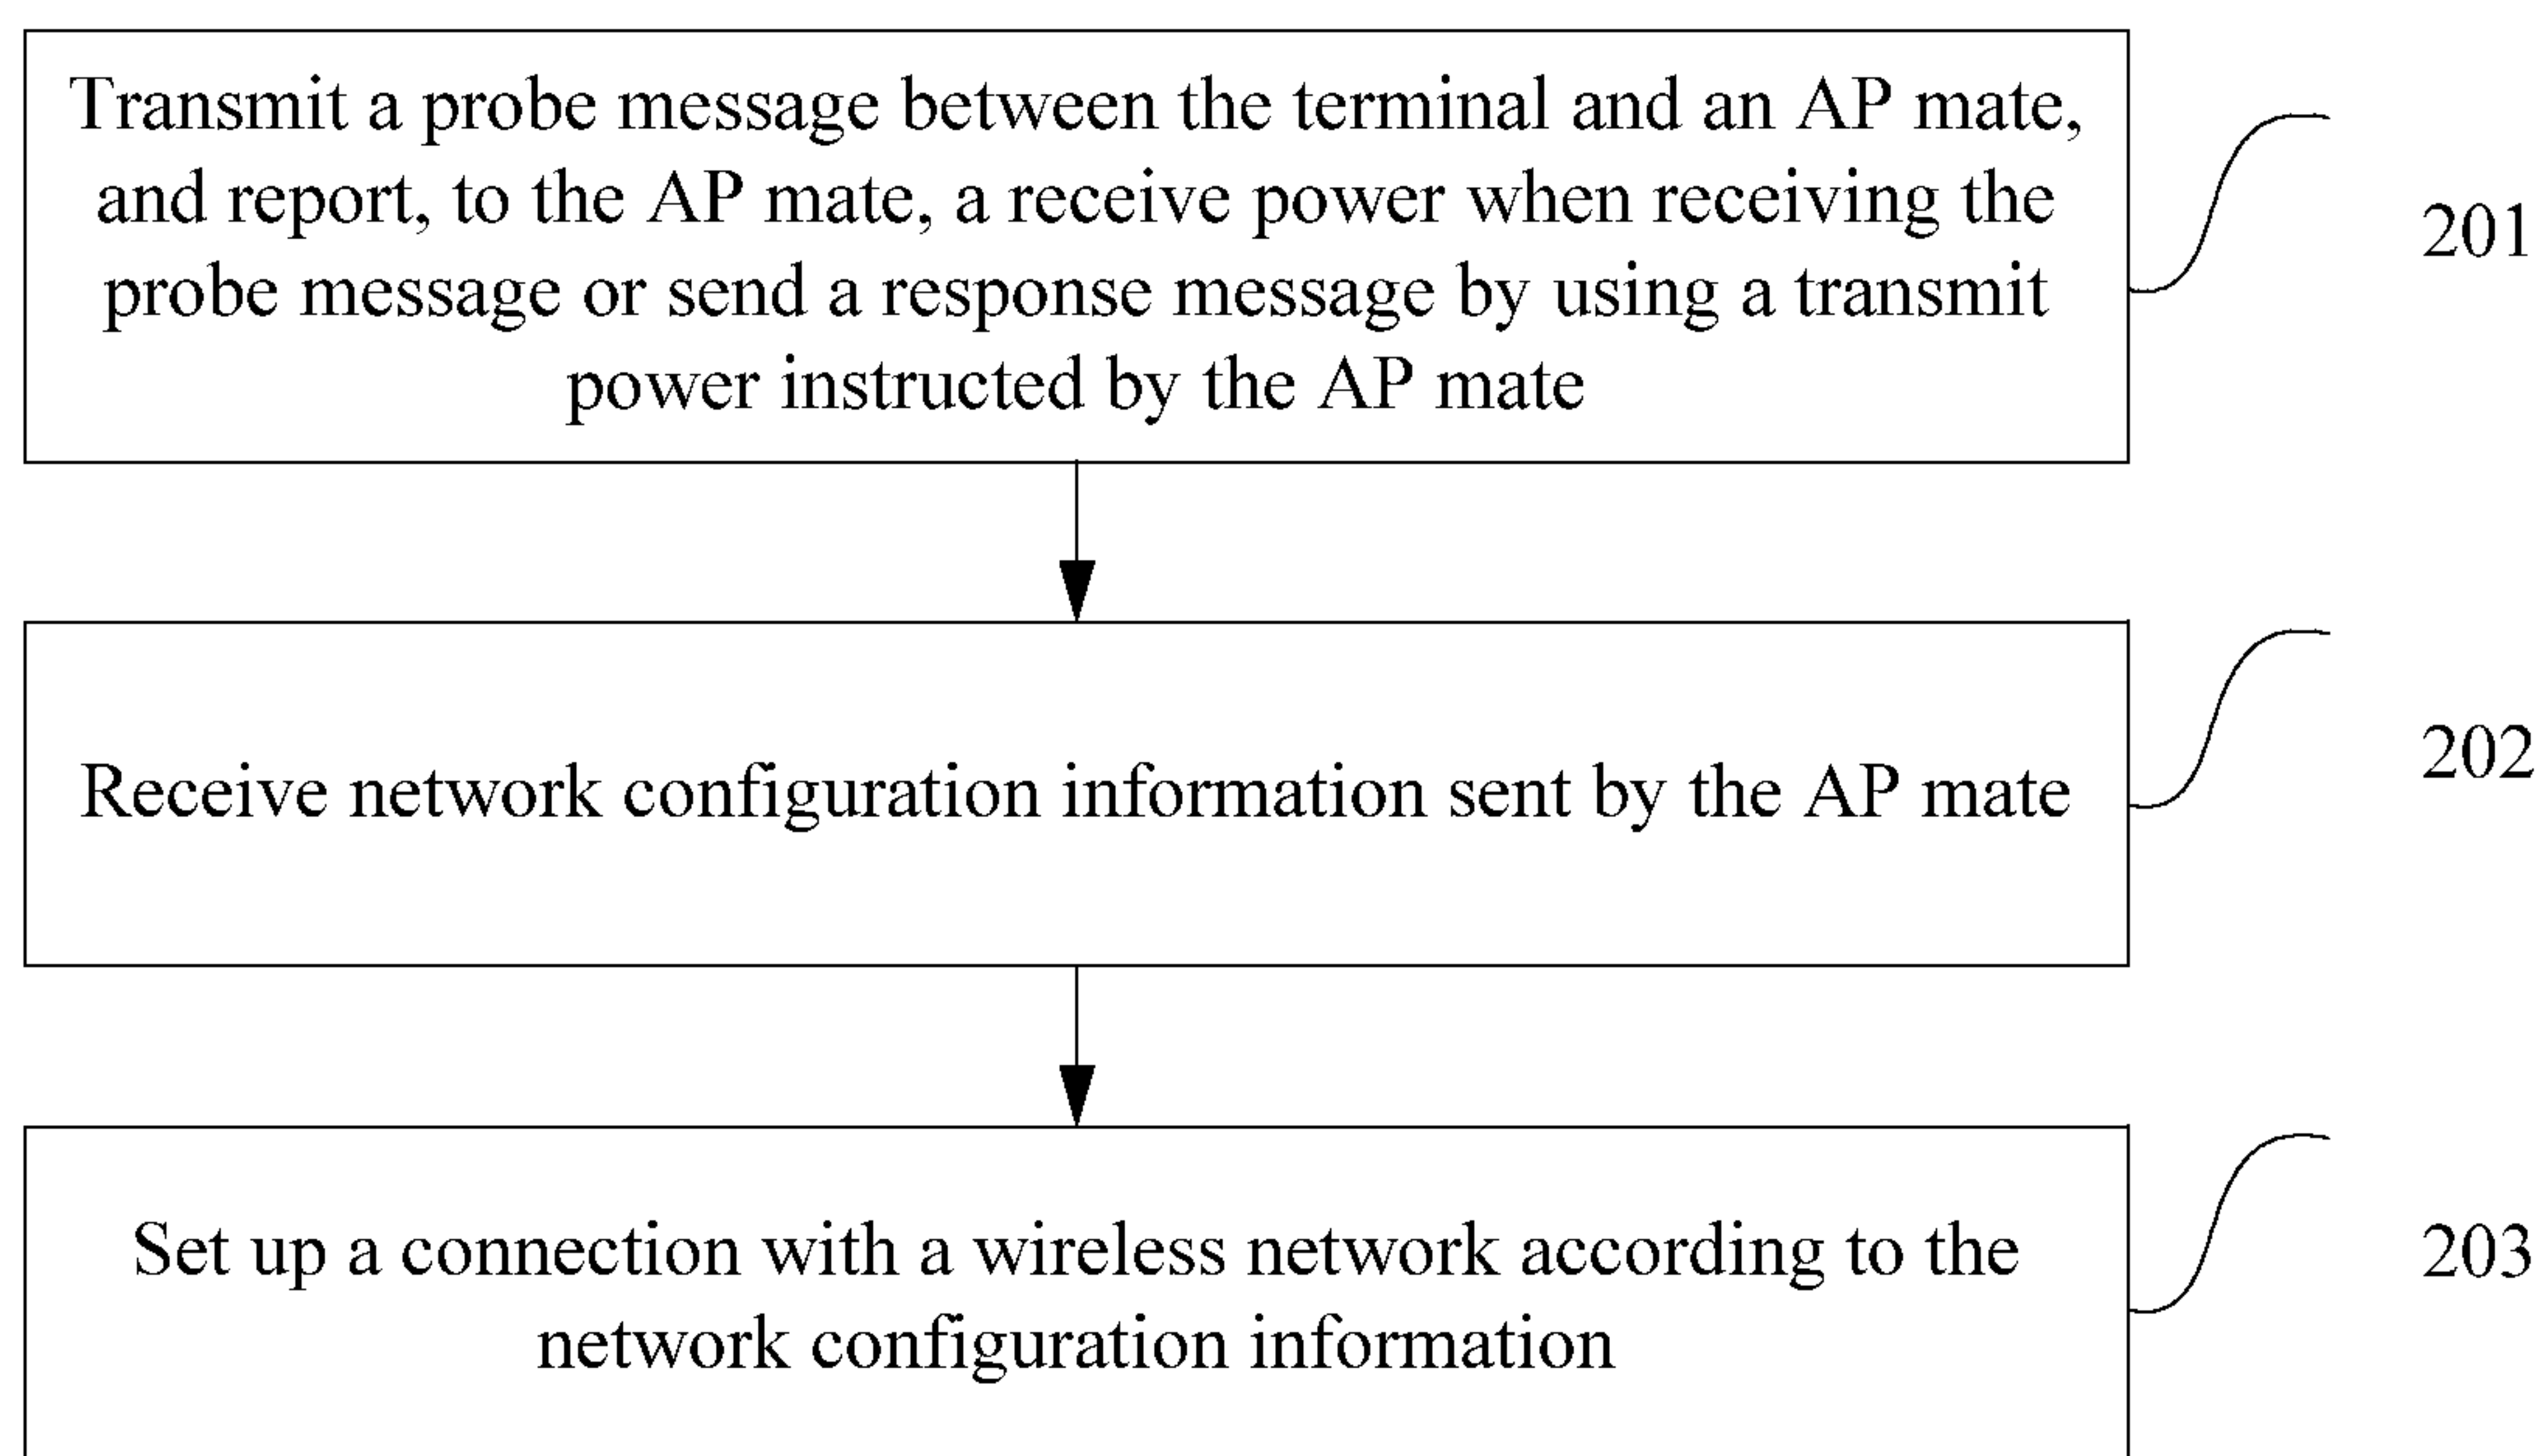 Transmit a probe message between the terminal and an AP mate,
and report, to the AP mate, a receive power when receiving the
probe message or send a response message by using a transmit
power instructed by the AP mate
201
Receive network configuration information sent by the AP mate
202
Set up a connection with a wireless network according to the
network configuration information
203